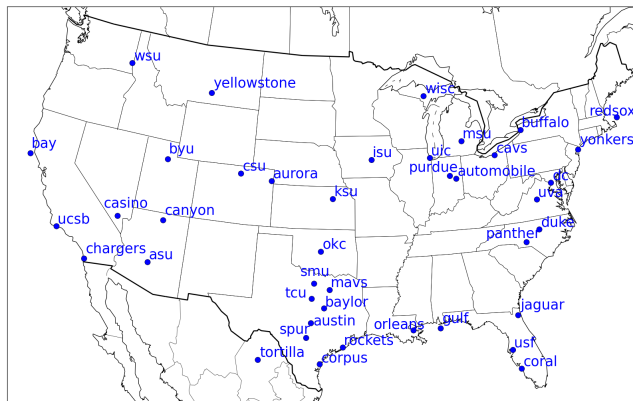 wsu
yellowstone
wisc
redsox
buffalo
msu
yonkers
bay
byu
isu
uic
cavs
csu
aurora
purdue
automobile
dc
ksu
uva
casino
canyon
ucsb
duke
panther
chargers
asu
okc
smu
mavs
tcu
baylor
jaguar
austin
orleans
gulf
spur
rockets
usf
tortilla
corpus
coral